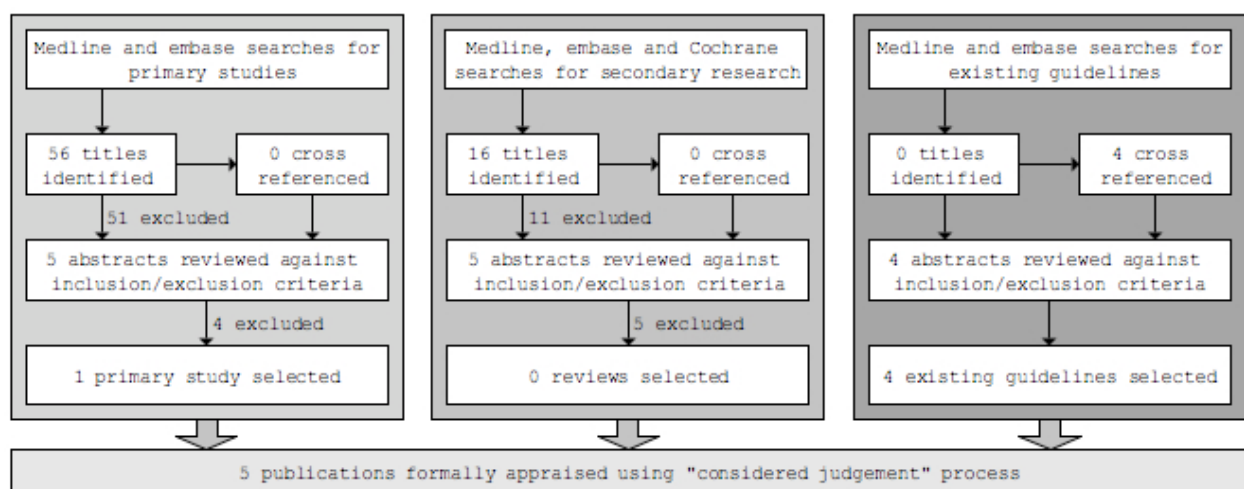 Medline and embase searches for
primary studies
56 titles
identified
0 cross
referenced
51 excluded
5 abstracts reviewed against
inclusion/exclusion criteria
4 excluded
1 primary study selected
Medline, embase and Cochrane
searches for secondary research
16 titles
identified
0 cross
referenced
11 excluded
5 abstracts reviewed against
inclusion/exclusion criteria
5 excluded
0 reviews selected
Medline and embase searches for
existing guidelines
0 titles
identified
4 cross
referenced
4 abstracts reviewed against
inclusion/exclusion criteria
4 existing guidelines selected
5 publications formally appraised using "considered judgement" process